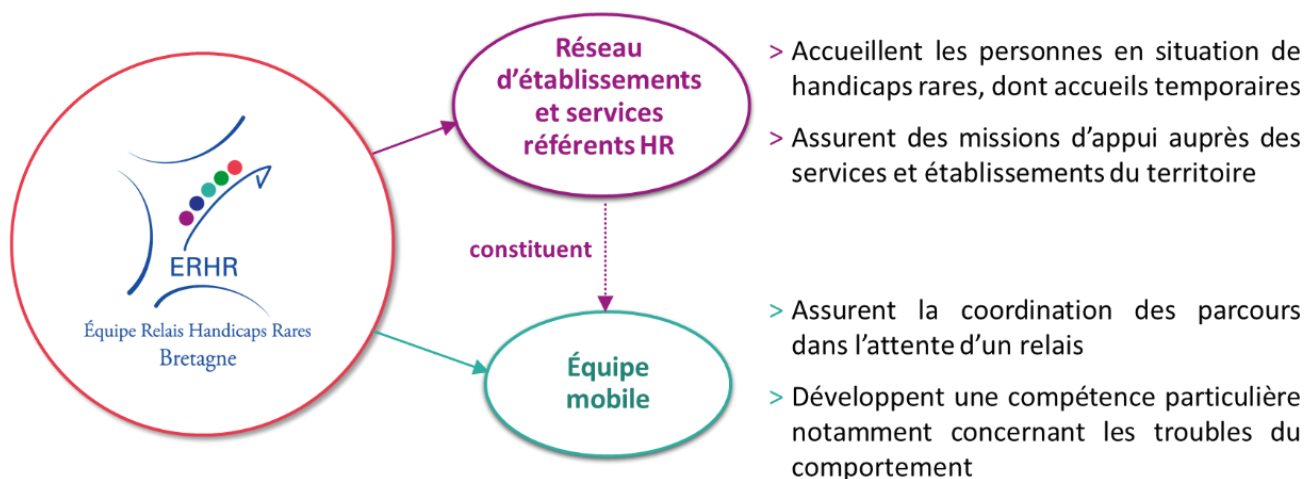 ERHR
Équipe Relais Handicaps Rares
Bretagne
Réseau
d’établissements
et services
référents HR
constituent
Équipe
mobile
> Accueillent les personnes en situation de
handicaps rares, dont accueils temporaires
> Assurent des missions d’appui auprès des
services et établissements du territoire
> Assurent la coordination des parcours
dans l’attente d’un relais
> Développent une compétence particulière
notamment concernant les troubles du
comportement